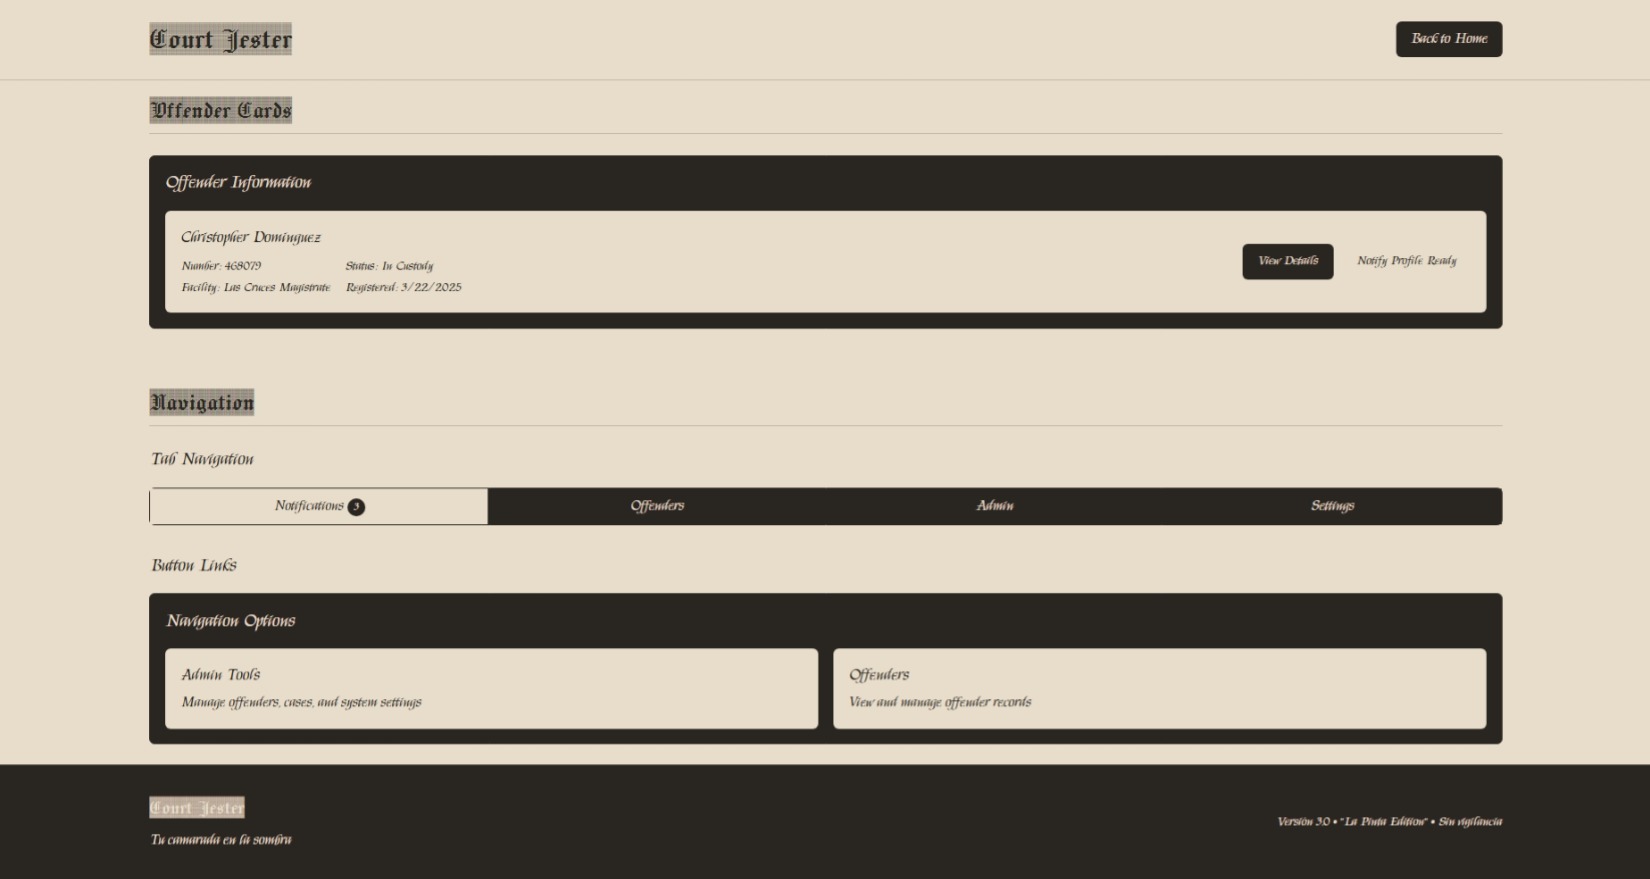 Court Jester
Back to Home
Offender Cards
Offender Information
Christopher Dominguez
Number: 468079 Status: In Custody
Facility: Las Cruces Magistrate Registered: 3/22/2025
View Details
Notify Profile Ready
Navigation
Tab Navigation
Notifications 3 Offenders Admin Settings
Button Links
Navigation Options
Admin Tools
Manage offenders, cases, and system settings
Offenders
View and manage offender records
Court Jester
Tu camarada en la sombra
Versión 3.0 • "La Pinta Edition" • Sin vigilancia